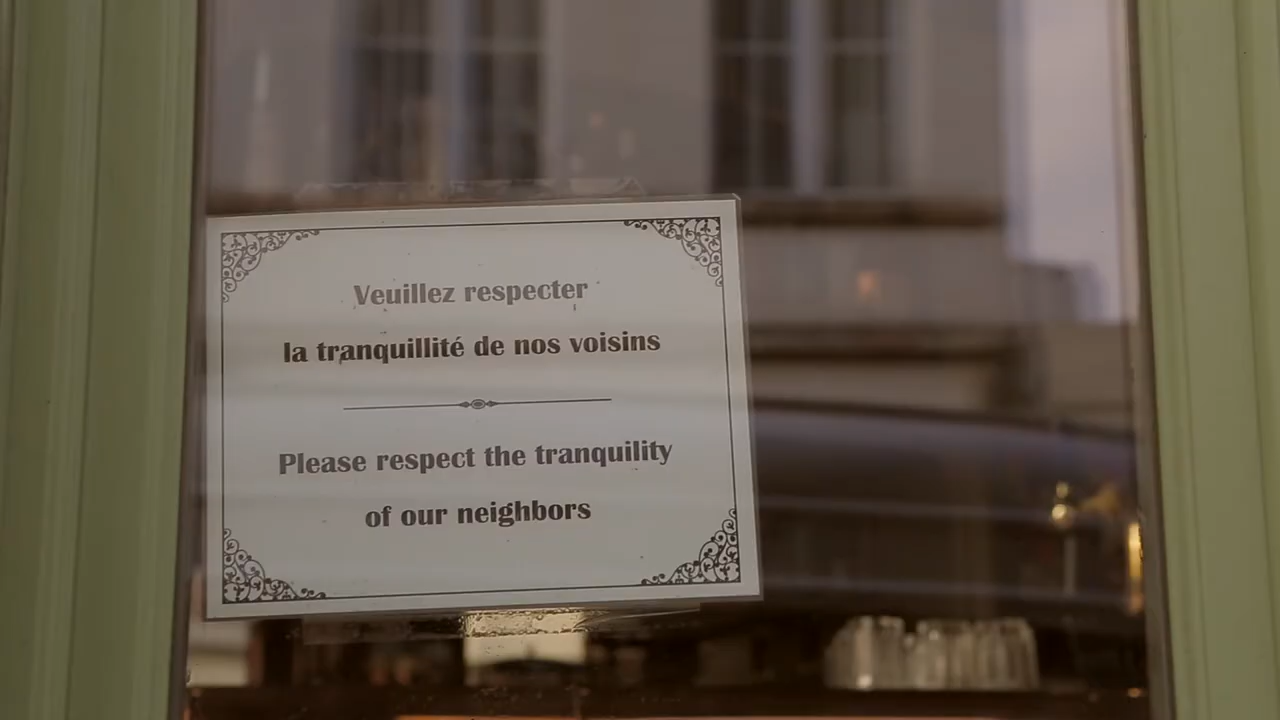 Veuillez respecter
la tranquillité de nos voisins
Please respect the tranquility
of our neighbors